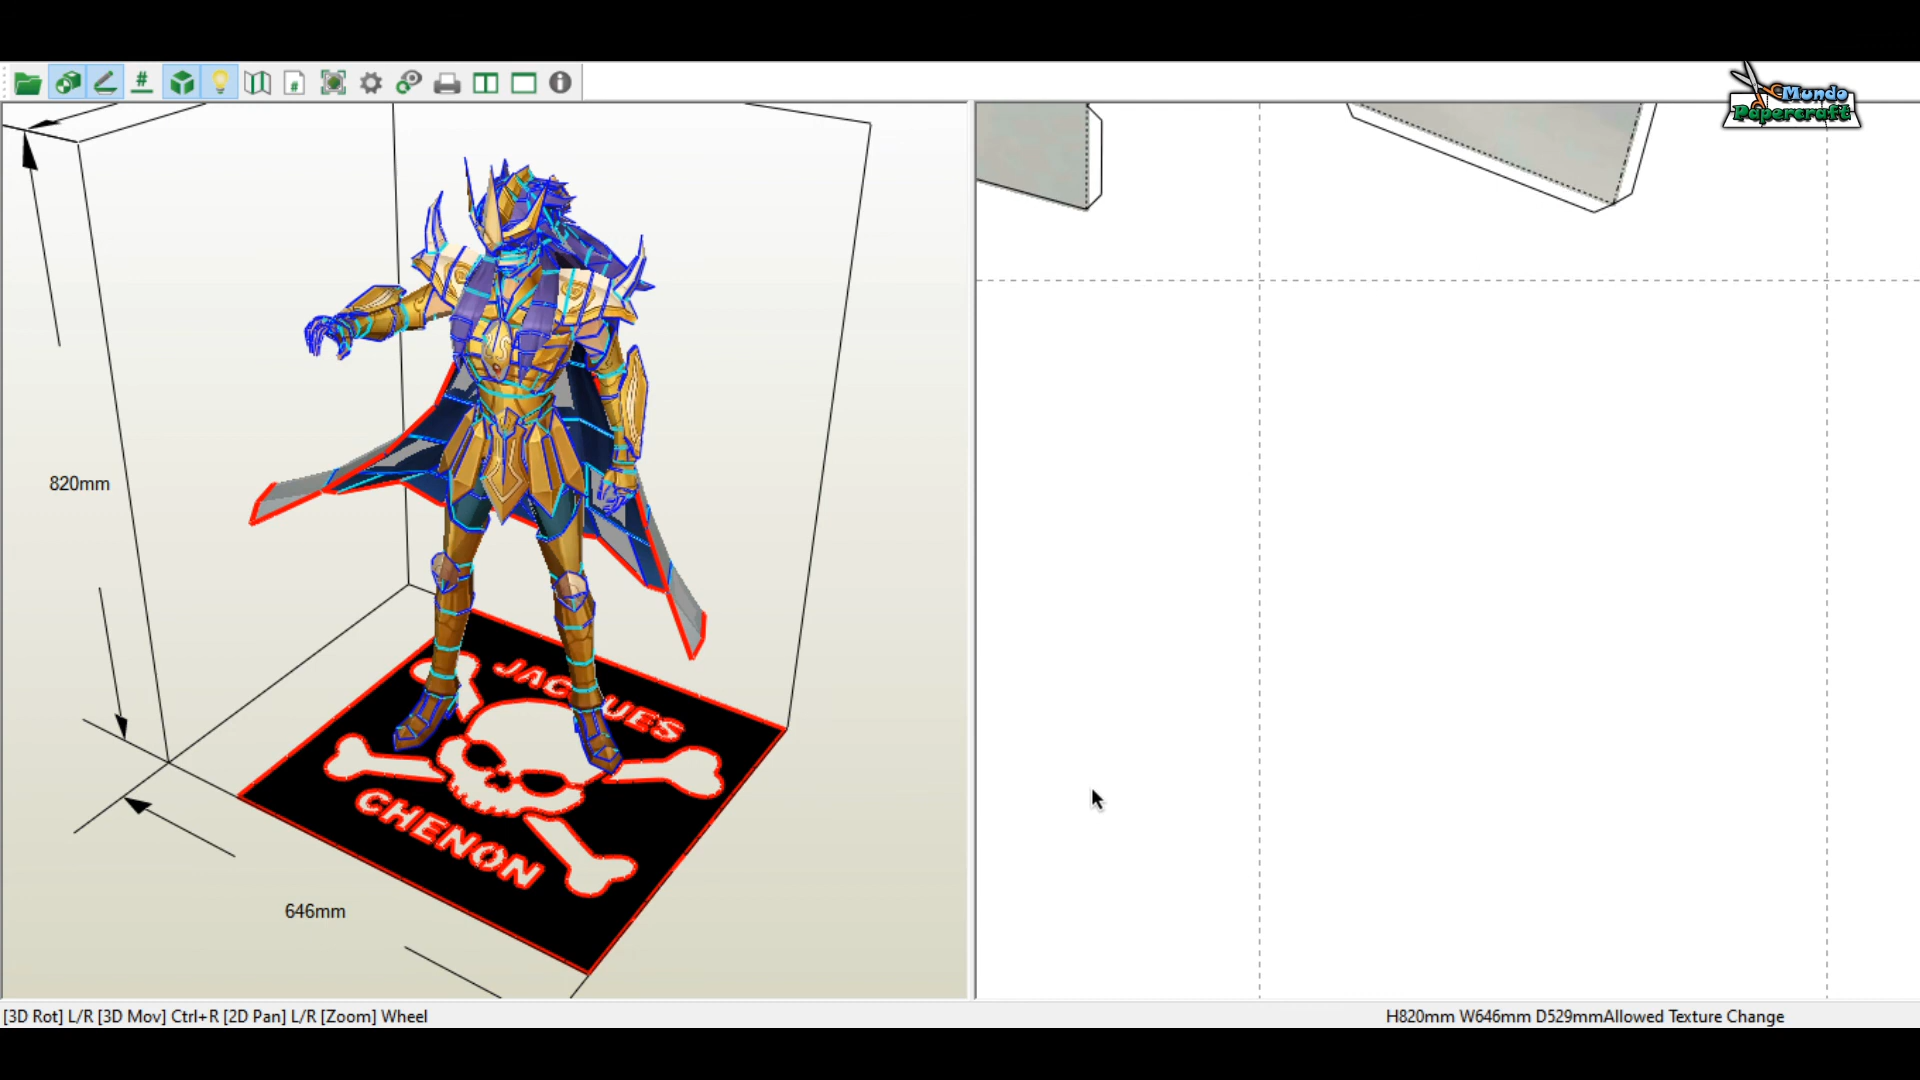 Mundo
Papercraft
820mm
JACQUES
CHENON
646mm
[3D Rot] L/R [3D Mov] Ctrl+R [2D Pan] L/R [Zoom] Wheel
H820mm W646mm D529mmAllowed Texture Change